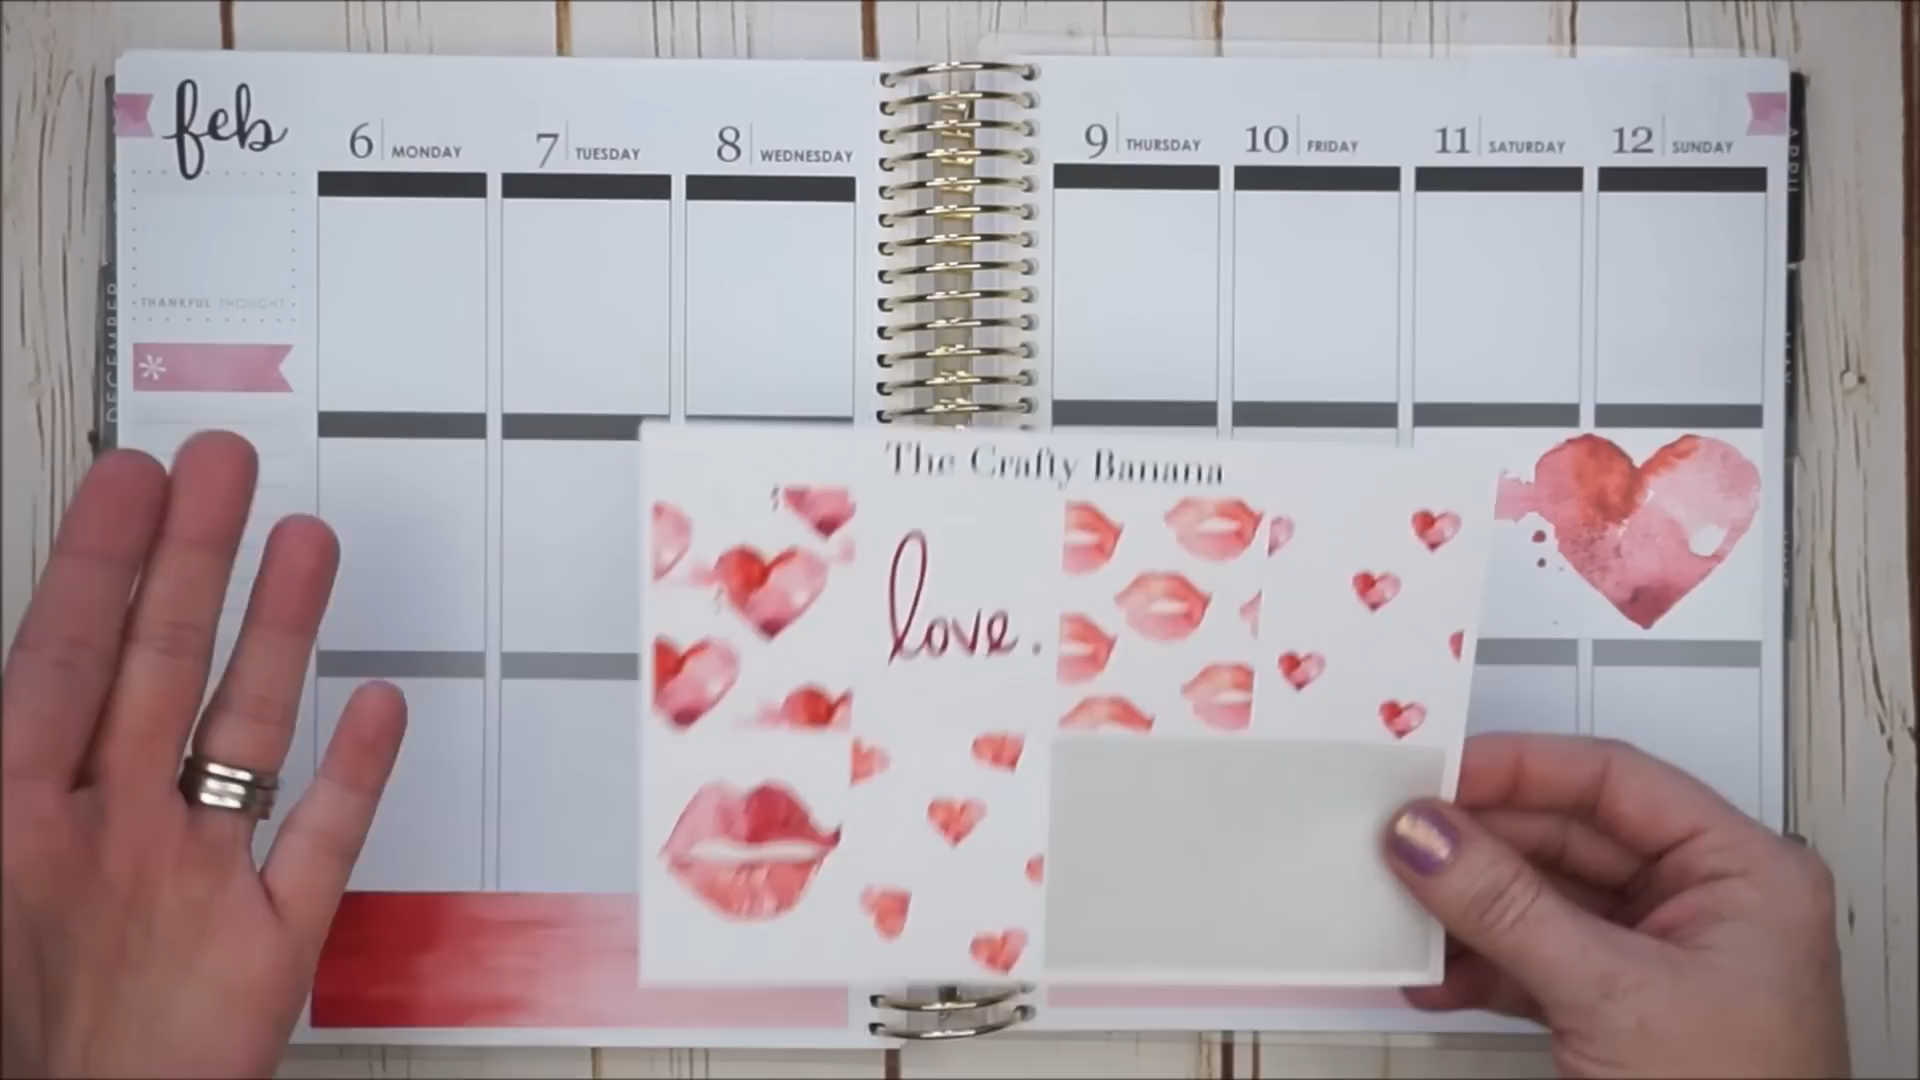 feb
6 MONDAY
7 TUESDAY
8 WEDNESDAY
9 THURSDAY
10 FRIDAY
11 SATURDAY
12 SUNDAY
THANKFUL THOUGHT
*
DECEMBER
The Crafty Banana
love.